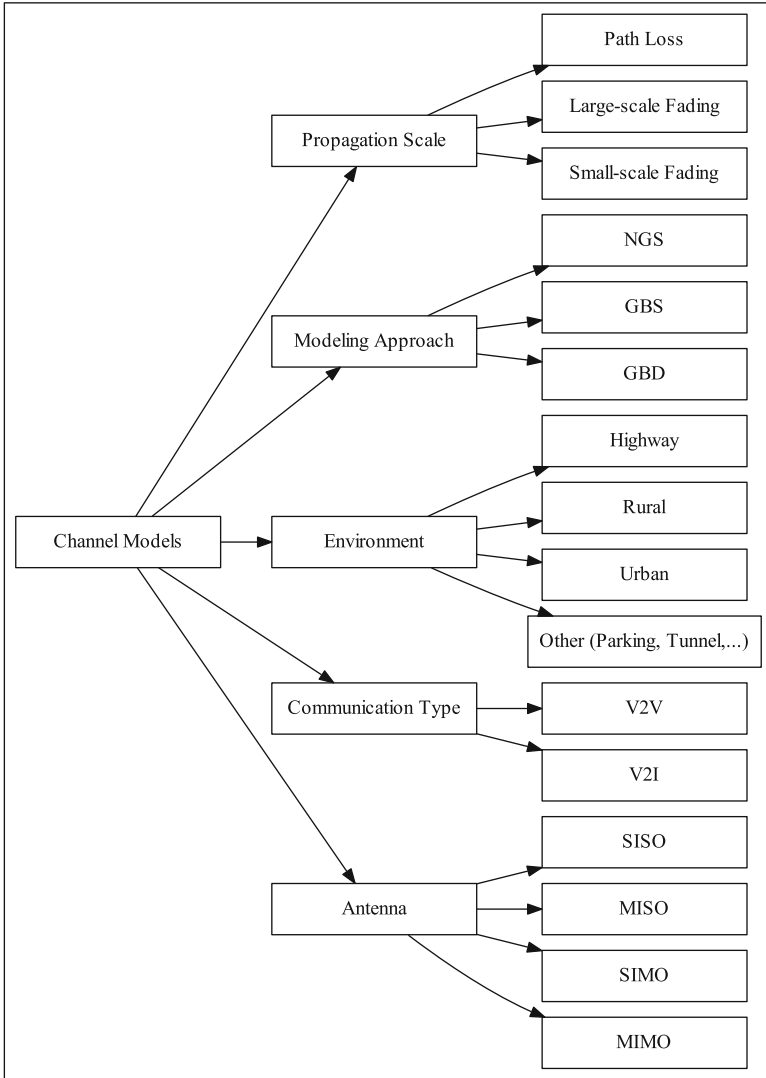 Channel Models
Propagation Scale
Path Loss
Large-scale Fading
Small-scale Fading
Modeling Approach
NGS
GBS
GBD
Environment
Highway
Rural
Urban
Other (Parking, Tunnel,...)
Communication Type
V2V
V2I
Antenna
SISO
MISO
SIMO
MIMO